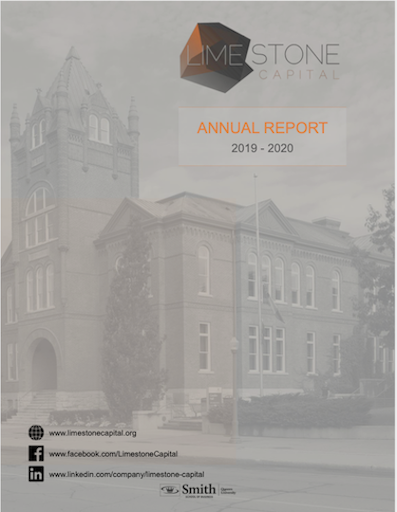 LIMESTONE
CAPITAL
ANNUAL REPORT
2019 - 2020
www.limestonecapital.org
www.facebook.com/LimestoneCapital
www.linkedin.com/company/limestone-capital
Smith